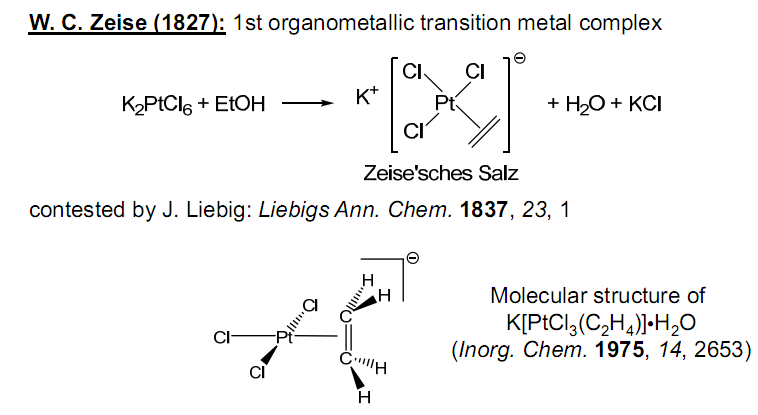 W. C. Zeise (1827): 1st organometallic transition metal complex
K₂PtCl₆ + EtOH ⟶ K⁺ [ Cl Cl Pt Cl ]⊖ + H₂O + KCl
Zeise'sches Salz
contested by J. Liebig: Liebigs Ann. Chem. 1837, 23, 1
⊖
H
H
Cl
C
Cl Pt
Cl
C H
H
Molecular structure of
K[PtCl₃(C₂H₄)]•H₂O
(Inorg. Chem. 1975, 14, 2653)